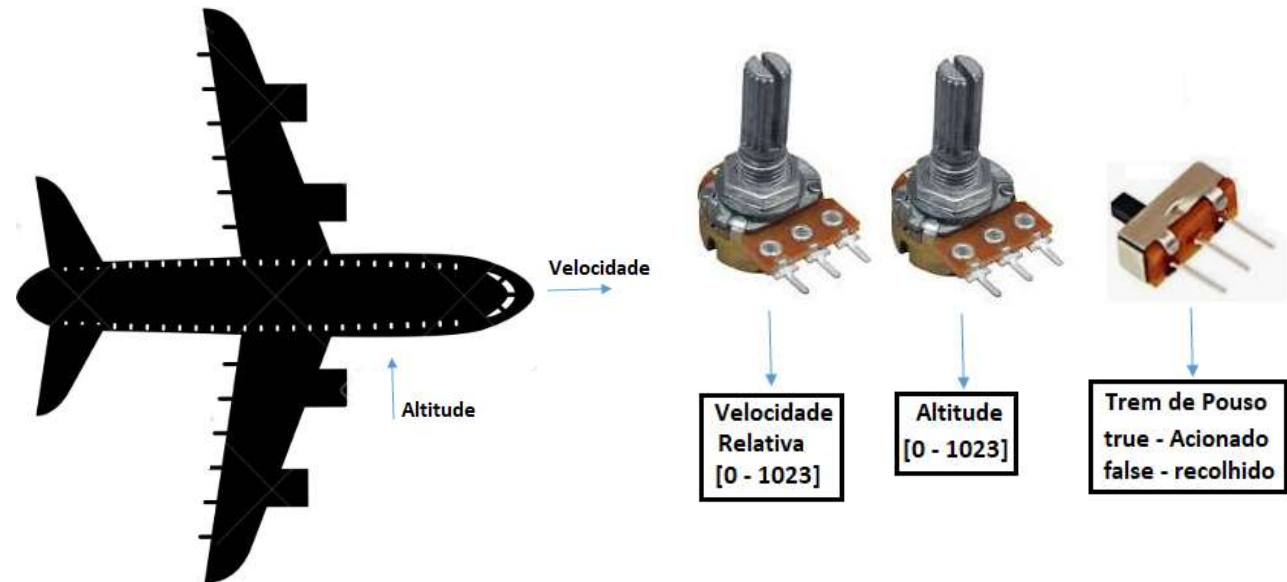 Velocidade
Altitude
Velocidade
Relativa
[0 - 1023]
Altitude
[0 - 1023]
Trem de Pouso
true - Acionado
false - recolhido